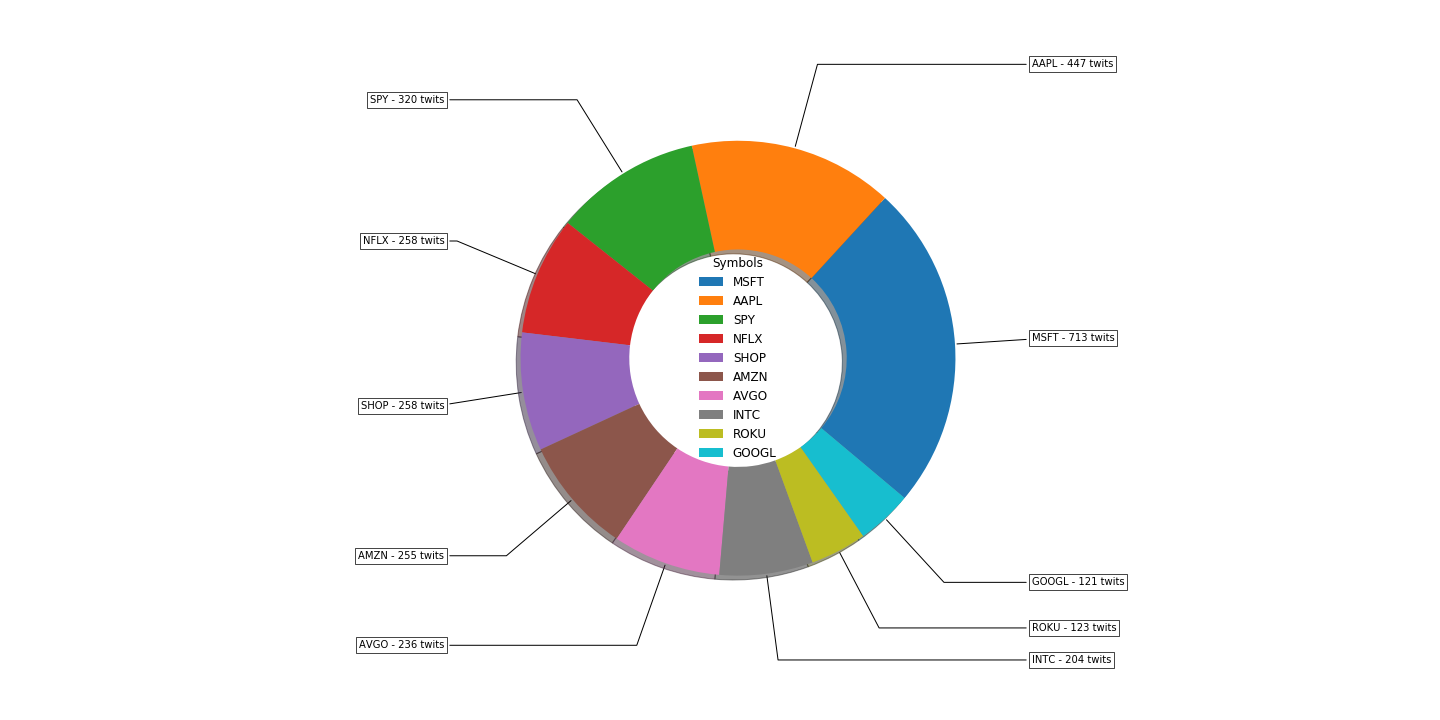 AAPL - 447 twits
SPY - 320 twits
NFLX - 258 twits
Symbols
MSFT
AAPL
SPY
NFLX
SHOP
AMZN
AVGO
INTC
ROKU
GOOGL
MSFT - 713 twits
SHOP - 258 twits
AMZN - 255 twits
GOOGL - 121 twits
ROKU - 123 twits
AVGO - 236 twits
INTC - 204 twits